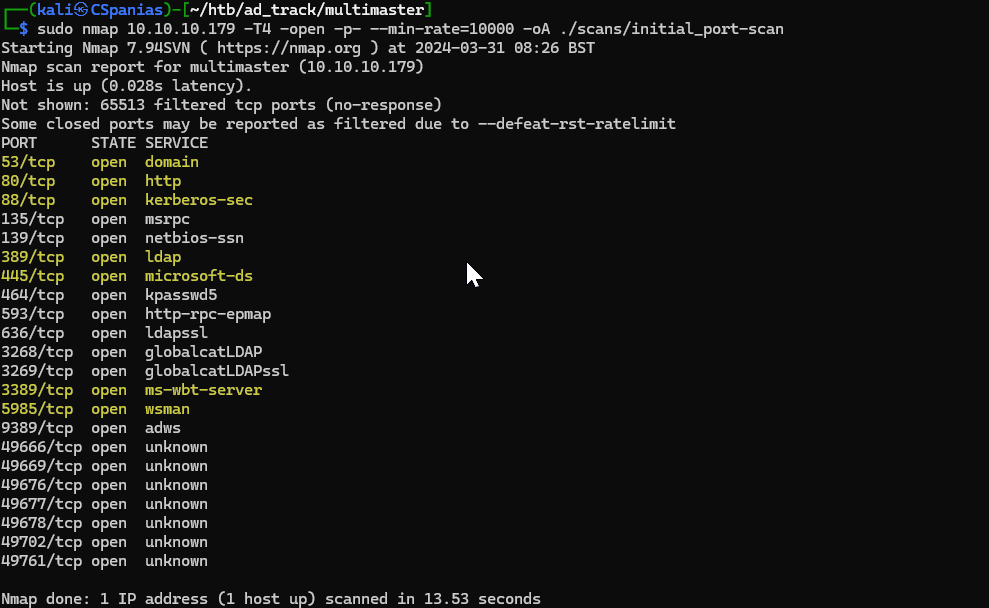 ┌──(kali㉿CSpanias)-[~/htb/ad_track/multimaster]
└─$ sudo nmap 10.10.10.179 -T4 -open -p- --min-rate=10000 -oA ./scans/initial_port-scan
Starting Nmap 7.94SVN ( https://nmap.org ) at 2024-03-31 08:26 BST
Nmap scan report for multimaster (10.10.10.179)
Host is up (0.028s latency).
Not shown: 65513 filtered tcp ports (no-response)
Some closed ports may be reported as filtered due to --defeat-rst-ratelimit
PORT      STATE SERVICE
53/tcp    open  domain
80/tcp    open  http
88/tcp    open  kerberos-sec
135/tcp   open  msrpc
139/tcp   open  netbios-ssn
389/tcp   open  ldap
445/tcp   open  microsoft-ds
464/tcp   open  kpasswd5
593/tcp   open  http-rpc-epmap
636/tcp   open  ldapssl
3268/tcp  open  globalcatLDAP
3269/tcp  open  globalcatLDAPssl
3389/tcp  open  ms-wbt-server
5985/tcp  open  wsman
9389/tcp  open  adws
49666/tcp open  unknown
49669/tcp open  unknown
49676/tcp open  unknown
49677/tcp open  unknown
49678/tcp open  unknown
49702/tcp open  unknown
49761/tcp open  unknown
Nmap done: 1 IP address (1 host up) scanned in 13.53 seconds